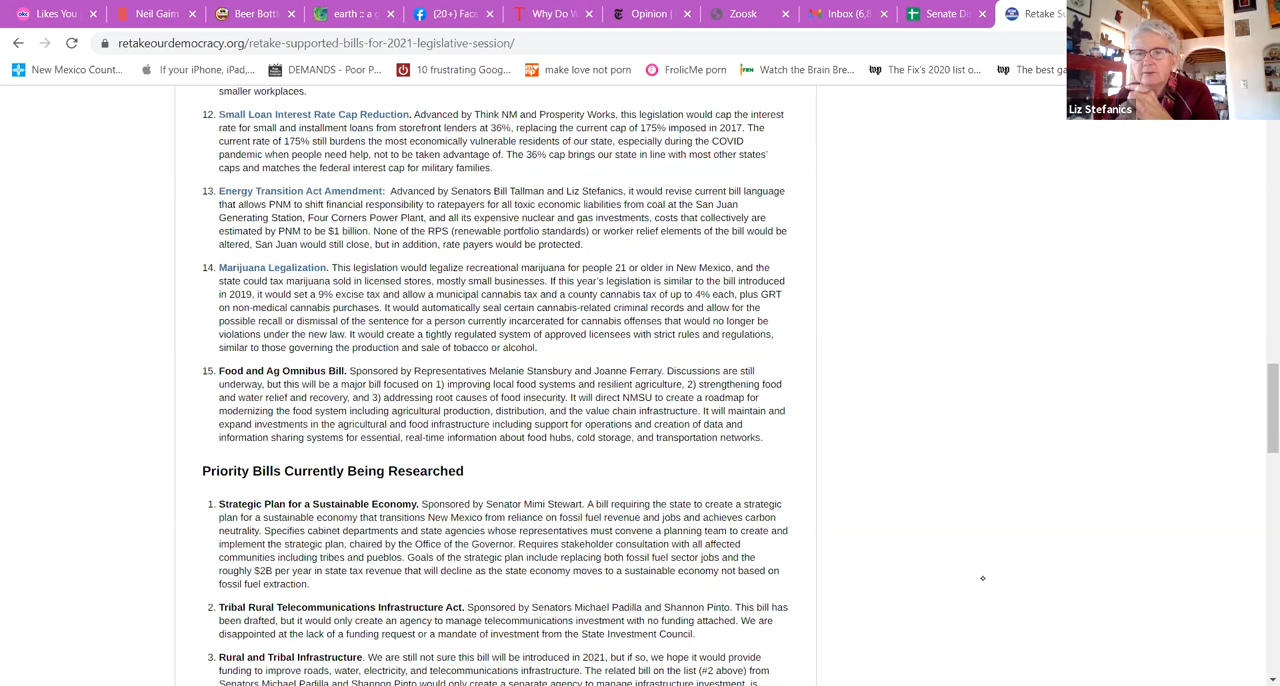 Likes You
Neil Gaim
Beer Bott
earth :: a g
(20+) Fac
Why Do W
Opinion |
Zoosk
Inbox (6,8
Senate Di
Retake Su
retakeourdemocracy.org/retake-supported-bills-for-2021-legislative-session/
New Mexico Count...
If your iPhone, iPad,...
DEMANDS - Poor P...
10 frustrating Goog...
make love not porn
FrolicMe porn
Watch the Brain Bre...
The Fix's 2020 list o...
The best ga
Liz Stefanics
smaller workplaces.
12. Small Loan Interest Rate Cap Reduction. Advanced by Think NM and Prosperity Works, this legislation would cap the interest
rate for small and installment loans from storefront lenders at 36%, replacing the current cap of 175% imposed in 2017. The
current rate of 175% still burdens the most economically vulnerable residents of our state, especially during the COVID
pandemic when people need help, not to be taken advantage of. The 36% cap brings our state in line with most other states'
caps and matches the federal interest cap for military families.
13. Energy Transition Act Amendment: Advanced by Senators Bill Tallman and Liz Stefanics, it would revise current bill language
that allows PNM to shift financial responsibility to ratepayers for all toxic economic liabilities from coal at the San Juan
Generating Station, Four Corners Power Plant, and all its expensive nuclear and gas investments, costs that collectively are
estimated by PNM to be $1 billion. None of the RPS (renewable portfolio standards) or worker relief elements of the bill would be
altered, San Juan would still close, but in addition, rate payers would be protected.
14. Marijuana Legalization. This legislation would legalize recreational marijuana for people 21 or older in New Mexico, and the
state could tax marijuana sold in licensed stores, mostly small businesses. If this year's legislation is similar to the bill introduced
in 2019, it would set a 9% excise tax and allow a municipal cannabis tax and a county cannabis tax of up to 4% each, plus GRT
on non-medical cannabis purchases. It would automatically seal certain cannabis-related criminal records and allow for the
possible recall or dismissal of the sentence for a person currently incarcerated for cannabis offenses that would no longer be
violations under the new law. It would create a tightly regulated system of approved licensees with strict rules and regulations,
similar to those governing the production and sale of tobacco or alcohol.
15. Food and Ag Omnibus Bill. Sponsored by Representatives Melanie Stansbury and Joanne Ferrary. Discussions are still
underway, but this will be a major bill focused on 1) improving local food systems and resilient agriculture, 2) strengthening food
and water relief and recovery, and 3) addressing root causes of food insecurity. It will direct NMSU to create a roadmap for
modernizing the food system including agricultural production, distribution, and the value chain infrastructure. It will maintain and
expand investments in the agricultural and food infrastructure including support for operations and creation of data and
information sharing systems for essential, real-time information about food hubs, cold storage, and transportation networks.
Priority Bills Currently Being Researched
1. Strategic Plan for a Sustainable Economy. Sponsored by Senator Mimi Stewart. A bill requiring the state to create a strategic
plan for a sustainable economy that transitions New Mexico from reliance on fossil fuel revenue and jobs and achieves carbon
neutrality. Specifies cabinet departments and state agencies whose representatives must convene a planning team to create and
implement the strategic plan, chaired by the Office of the Governor. Requires stakeholder consultation with all affected
communities including tribes and pueblos. Goals of the strategic plan include replacing both fossil fuel sector jobs and the
roughly $2B per year in state tax revenue that will decline as the state economy moves to a sustainable economy not based on
fossil fuel extraction.
2. Tribal Rural Telecommunications Infrastructure Act. Sponsored by Senators Michael Padilla and Shannon Pinto. This bill has
been drafted, but it would only create an agency to manage telecommunications investment with no funding attached. We are
disappointed at the lack of a funding request or a mandate of investment from the State Investment Council.
3. Rural and Tribal Infrastructure. We are still not sure this bill will be introduced in 2021, but if so, we hope it would provide
funding to improve roads, water, electricity, and telecommunications infrastructure. The related bill on the list (#2 above) from
Senators Michael Padilla and Shannon Pinto would only create a separate agency to manage infrastructure investment, is